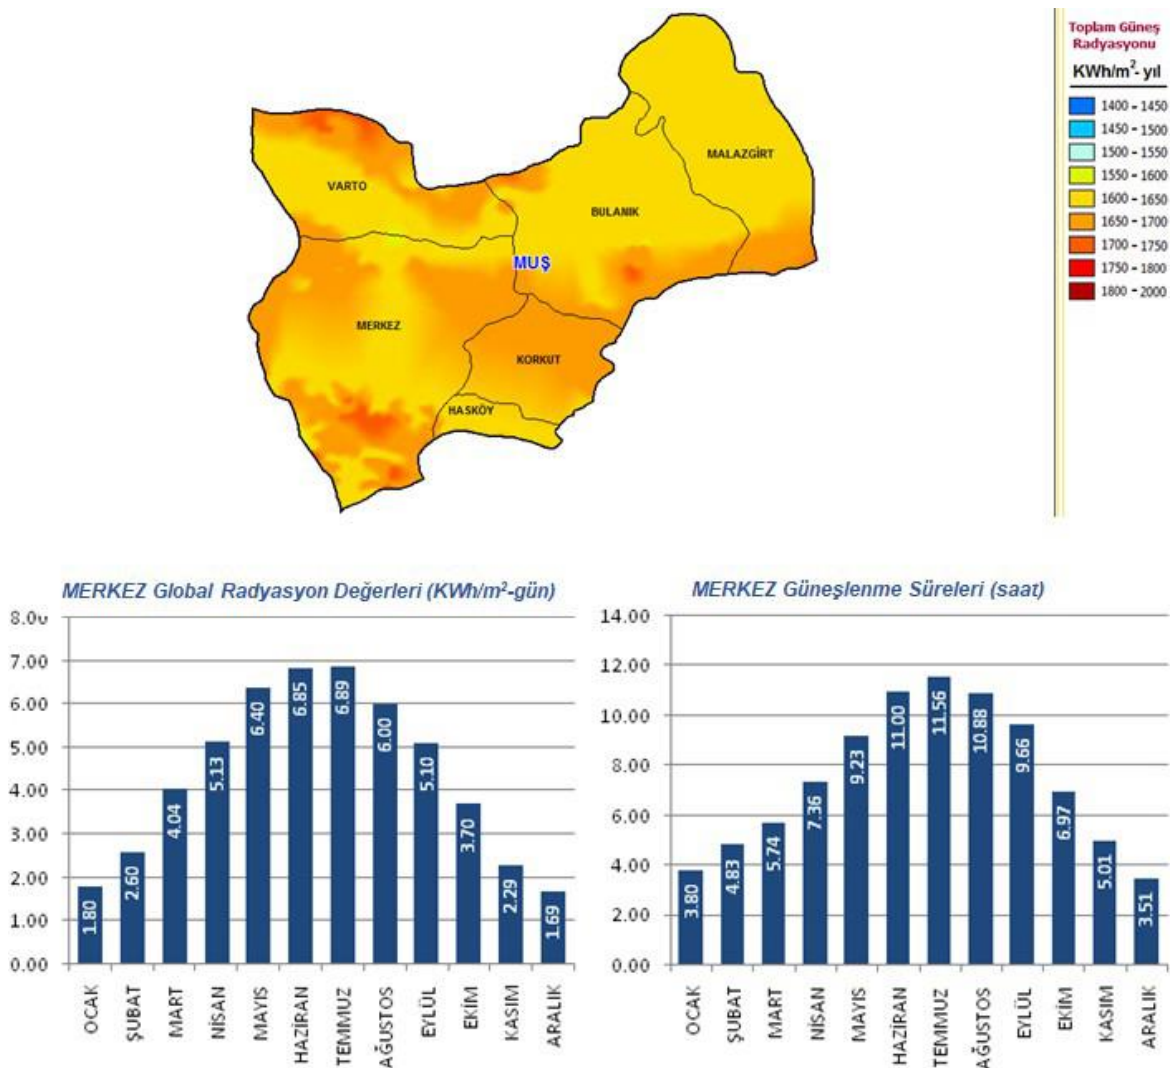 Toplam Güneş
Radyasyonu
KWh/m²- yıl
1400 - 1450
1450 - 1500
1500 - 1550
1550 - 1600
1600 - 1650
1650 - 1700
1700 - 1750
1750 - 1800
1800 - 2000
MALAZGİRT
VARTO
BULANIK
MUŞ
MERKEZ
KORKUT
HASKÖY
MERKEZ Global Radyasyon Değerleri (KWh/m²-gün)
8.00
7.00
6.00
5.00
4.00
3.00
2.00
1.00
0.00
1.80
2.60
4.04
5.13
6.40
6.85
6.89
6.00
5.10
3.70
2.29
1.69
OCAK
ŞUBAT
MART
NİSAN
MAYIS
HAZİRAN
TEMMUZ
AĞUSTOS
EYLÜL
EKİM
KASIM
ARALIK
MERKEZ Güneşlenme Süreleri (saat)
14.00
12.00
10.00
8.00
6.00
4.00
2.00
0.00
3.80
4.83
5.74
7.36
9.23
11.00
11.56
10.88
9.66
6.97
5.01
3.51
OCAK
ŞUBAT
MART
NİSAN
MAYIS
HAZİRAN
TEMMUZ
AĞUSTOS
EYLÜL
EKİM
KASIM
ARALIK